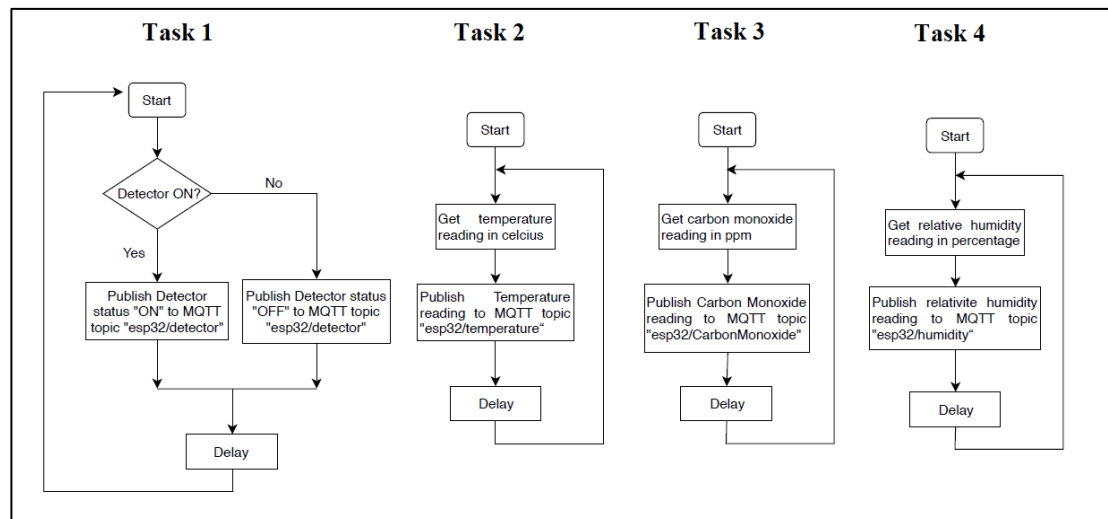 Task 1
Task 2
Task 3
Task 4
Start
Detector ON?
No
Yes
Publish Detector
status "ON" to MQTT
topic "esp32/detector"
Publish Detector status
"OFF" to MQTT topic
"esp32/detector"
Delay
Start
Get temperature
reading in celcius
Publish Temperature
reading to MQTT topic
"esp32/temperature“
Delay
Start
Get carbon monoxide
reading in ppm
Publish Carbon Monoxide
reading to MQTT topic
"esp32/CarbonMonoxide"
Delay
Start
Get relative humidity
reading in percentage
Publish relativite humidity
reading to MQTT topic
"esp32/humidity“
Delay